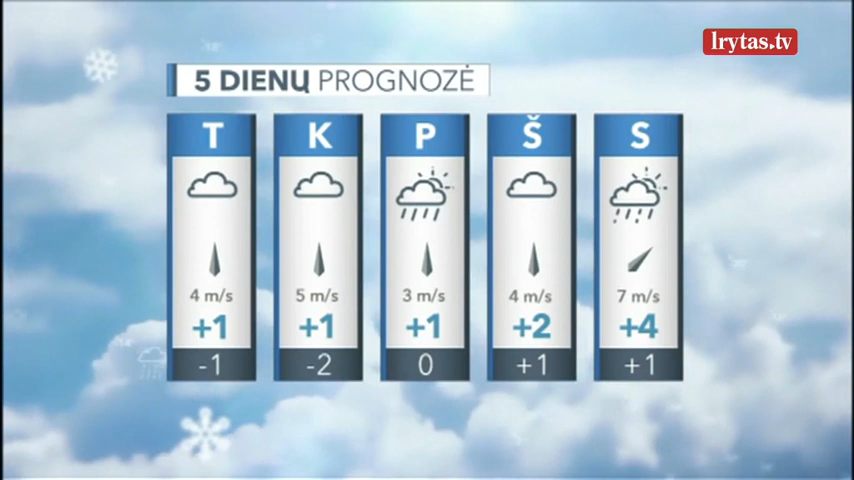 lrytas.tv
5 DIENŲ PROGNOZĖ
T K P Š S
4 m/s 5 m/s 3 m/s 4 m/s 7 m/s
+1 +1 +1 +2 +4
-1 -2 0 +1 +1